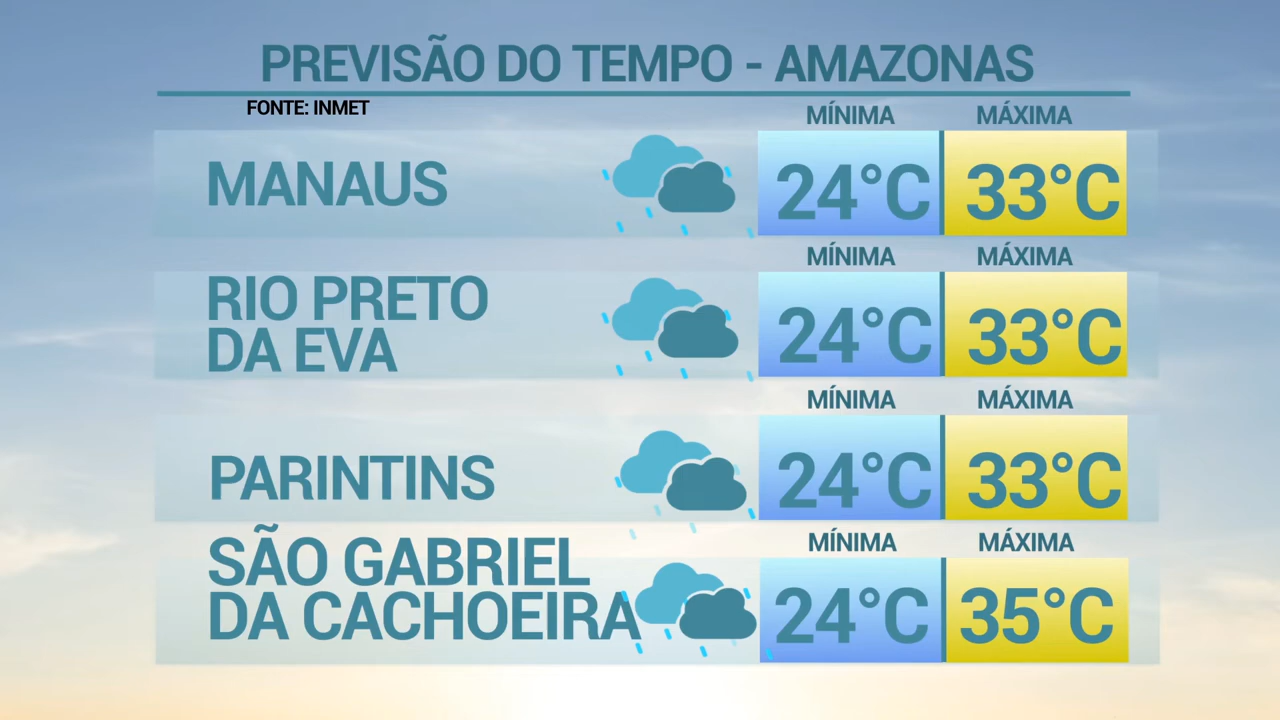 PREVISÃO DO TEMPO - AMAZONAS
FONTE: INMET
MÍNIMA MÁXIMA
MANAUS 24°C 33°C
MÍNIMA MÁXIMA
RIO PRETO
DA EVA 24°C 33°C
MÍNIMA MÁXIMA
PARINTINS 24°C 33°C
MÍNIMA MÁXIMA
SÃO GABRIEL
DA CACHOEIRA 24°C 35°C